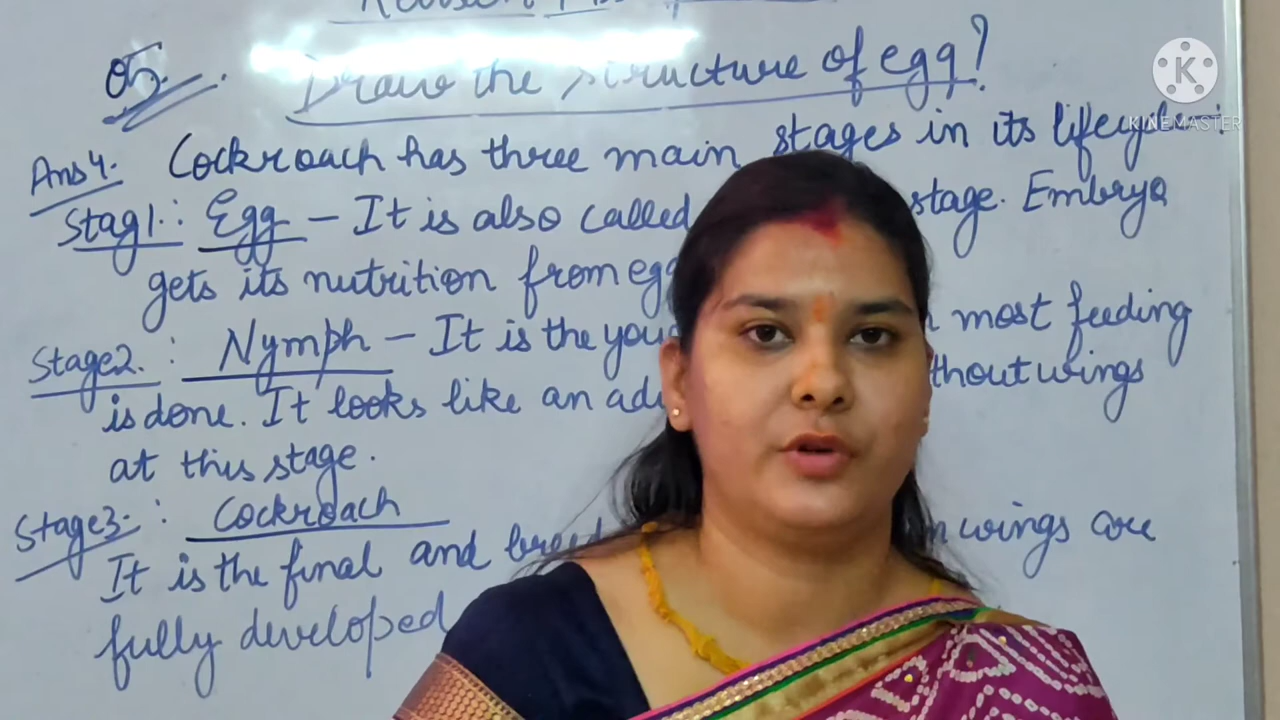 Q5. Draw the structure of egg?
Ans4. Cockroach has three main stages in its lifecycle:
Stag1.: Egg – It is also called stage. Embryo
gets its nutrition from egg
Stage2. : Nymph – It is the you most feeding
is done. It looks like an adu thout wings
at this stage.
Stage3. : Cockroach
It is the final and breed wings are
fully developed
K
KINEMASTER